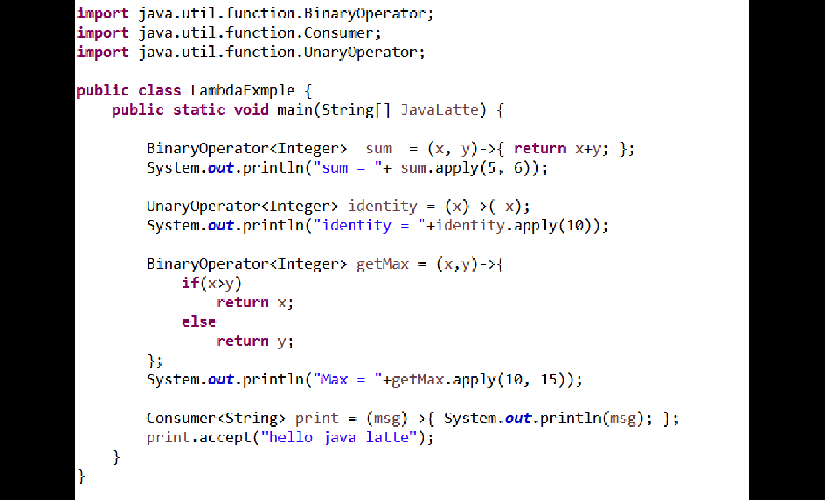 import java.util.function.BinaryOperator;
import java.util.function.Consumer;
import java.util.function.UnaryOperator;
public class LambdaExmple {
public static void main(String[] JavaLatte) {
BinaryOperator<Integer> sum = (x, y)->{ return x+y; };
System.out.println("sum = "+ sum.apply(5, 6));
UnaryOperator<Integer> identity = (x) >( x);
System.out.println("identity = "+identity.apply(10));
BinaryOperator<Integer> getMax = (x,y)->{
if(x>y)
return x;
else
return y;
};
System.out.println("Max = "+getMax.apply(10, 15));
Consumer<String> print = (msg) >{ System.out.println(msg); };
print.accept("hello java latte");
}
}